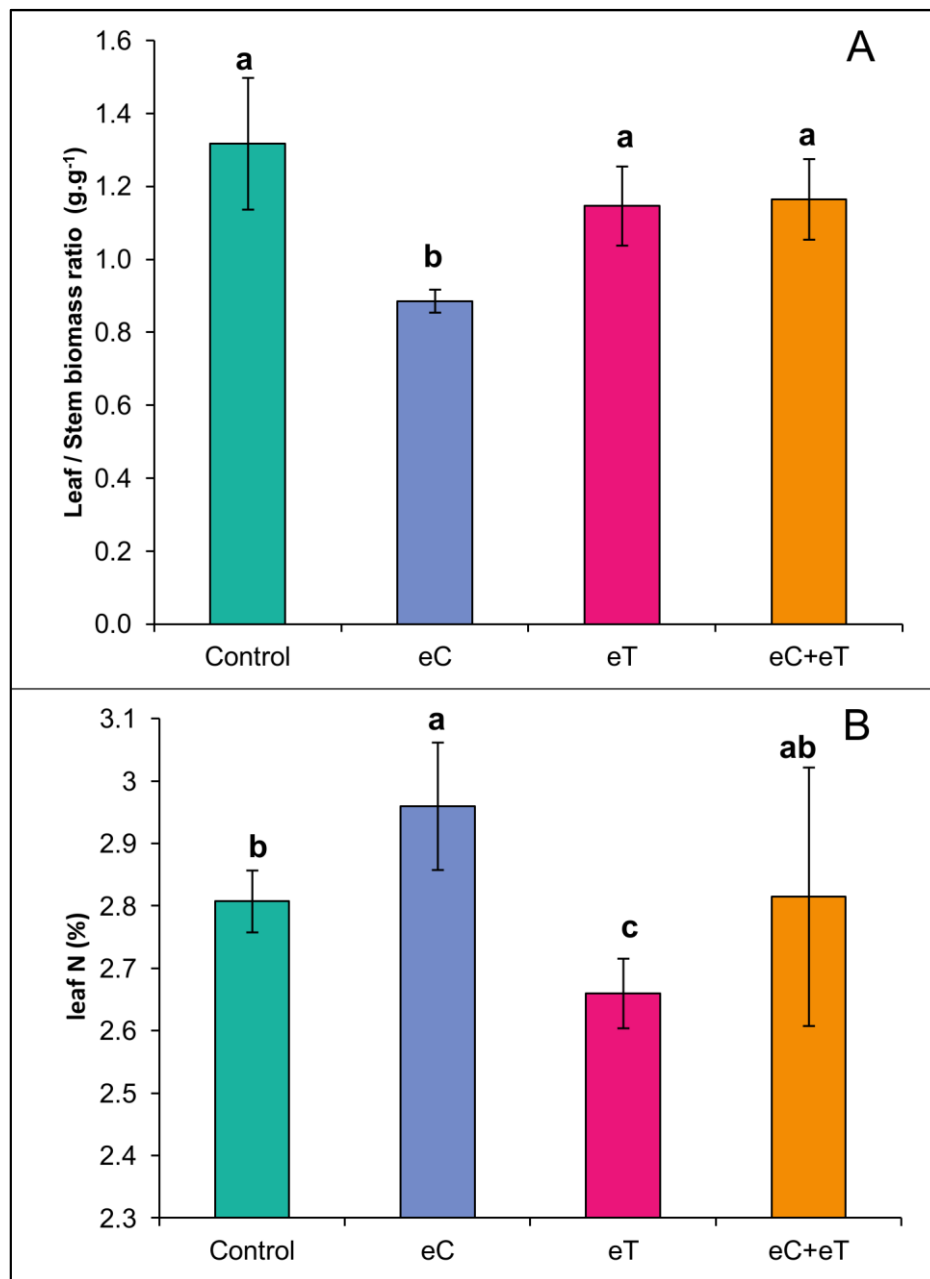 A
Leaf / Stem biomass ratio (g.g⁻¹)
1.6
1.4
1.2
1.0
0.8
0.6
0.4
0.2
0.0
a
b
a
a
Control eC eT eC+eT
B
leaf N (%)
3.1
3
2.9
2.8
2.7
2.6
2.5
2.4
2.3
b
a
c
ab
Control eC eT eC+eT